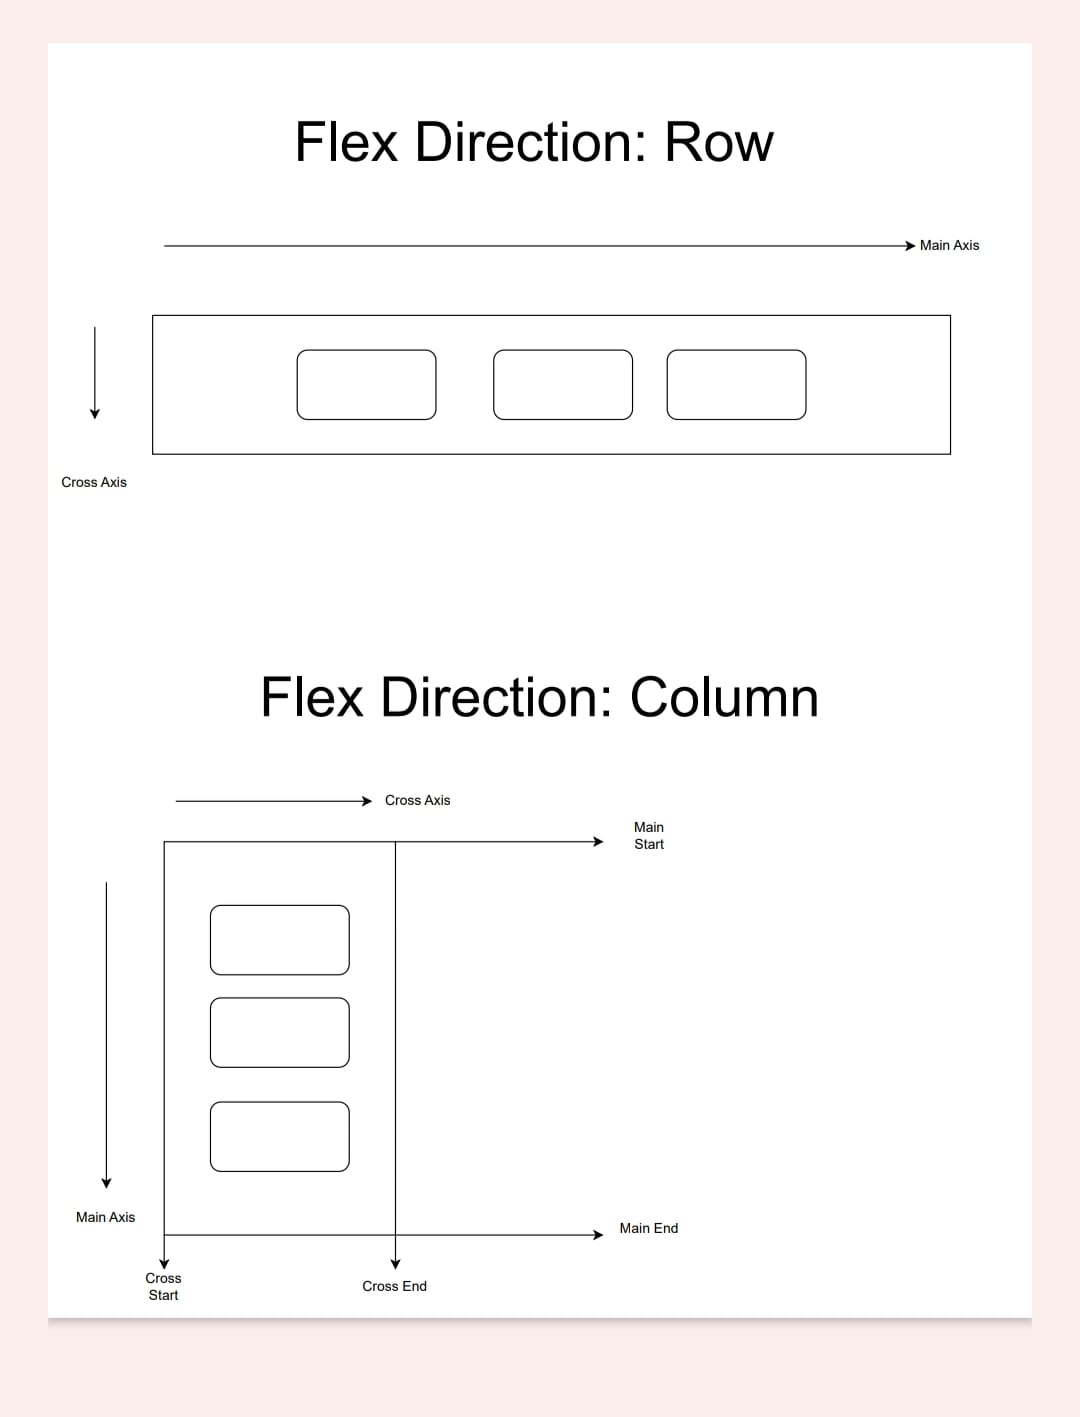 Flex Direction: Row
Main Axis
Cross Axis
Flex Direction: Column
Cross Axis
Main
Start
Main Axis
Main End
Cross
Start
Cross End